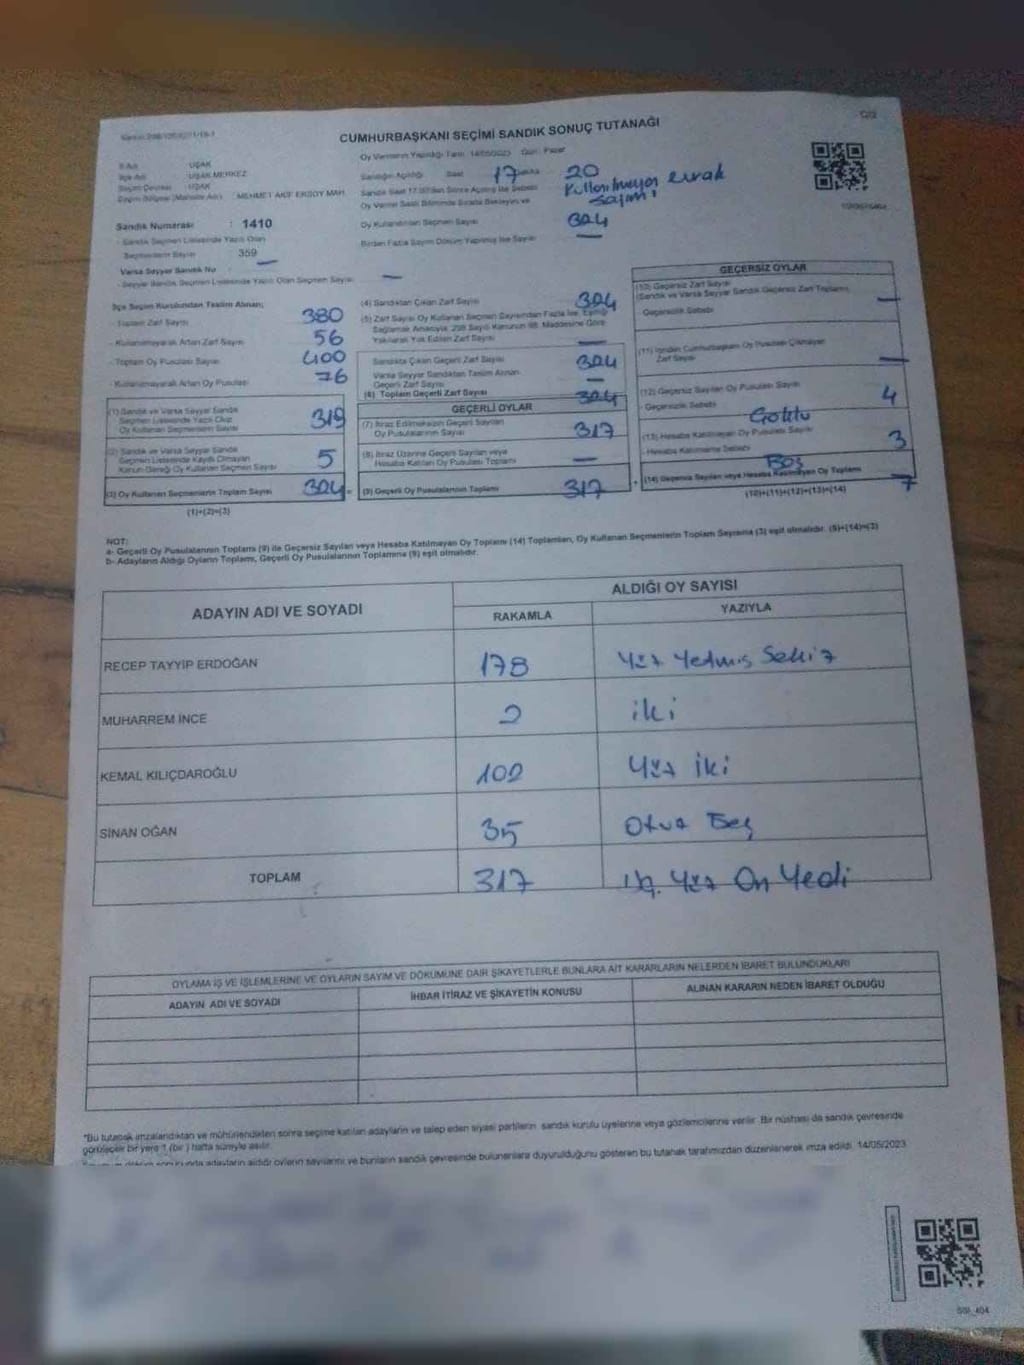 CUMHURBAŞKANI SEÇİMİ SANDIK SONUÇ TUTANAĞI
Oy Vermenin Yapıldığı Tarih: 14/05/2023 Gün: Pazar
İl Adı UŞAK
İlçe Adı UŞAK MERKEZ
Seçim Çevresi UŞAK
Seçim Bölgesi (Mahalle Adı) MEHMET AKİF ERSOY MAH.
Sandığın Açıldığı Saat 17 Dakika 20
Sandık Saat 17.00'den Sonra Açılmış İse Sebebi Kullanılmayan evrak sayımı
Oy Verme Saati Bitiminde Sırada Bekleyen ve
Oy Kullandırılan Seçmen Sayısı 324
Birden Fazla Sayım Döküm Yapılmış İse Sayısı —
Sandık Numarası : 1410
Sandık Seçmen Listesinde Yazılı Olan
Seçmenlerin Sayısı 359
Varsa Seyyar Sandık No —
Seyyar Sandık Seçmen Listesinde Yazılı Olan Seçmen Sayısı —
İlçe Seçim Kurulundan Teslim Alınan;
Toplam Zarf Sayısı 380
Kullanılmayarak Artan Zarf Sayısı 56
Toplam Oy Pusulası Sayısı 400
Kullanılmayarak Artan Oy Pusulası 76
(1) Sandık ve Varsa Seyyar Sandık
Seçmen Listesinde Yazılı Olup
Oy Kullanan Seçmenlerin Sayısı 319
(2) Sandık ve Varsa Seyyar Sandık
Seçmen Listesinde Kaydı Olmayan
Kanun Gereği Oy Kullanan Seçmen Sayısı 5
(3) Oy Kullanan Seçmenlerin Toplam Sayısı 324
(1)+(2)=(3)
(4) Sandıktan Çıkan Zarf Sayısı 324
(5) Zarf Sayısı Oy Kullanan Seçmen Sayısından Fazla İse, Eşitliği
Sağlamak Amacıyla; 298 Sayılı Kanunun 98. Maddesine Göre
Yakılarak Yok Edilen Zarf Sayısı —
Sandıkta Çıkan Geçerli Zarf Sayısı 324
Varsa Seyyar Sandıktan Teslim Alınan
Geçerli Zarf Sayısı —
(6) Toplam Geçerli Zarf Sayısı 324
GEÇERLİ OYLAR
(7) İtiraz Edilmeksizin Geçerli Sayılan
Oy Pusulalarının Sayısı 317
(8) İtiraz Üzerine Geçerli Sayılan veya
Hesaba Katılan Oy Pusulası Toplamı —
(9) Geçerli Oy Pusulalarının Toplamı 317
GEÇERSİZ OYLAR
(10) Geçersiz Zarf Sayısı
(Sandık ve Varsa Seyyar Sandık Geçersiz Zarf Toplamı) —
Geçersizlik Sebebi
(11) İçinden Cumhurbaşkanı Oy Pusulası Çıkmayan
Zarf Sayısı —
(12) Geçersiz Sayılan Oy Pusulası Sayısı 4
Geçersizlik Sebebi
(13) Hesaba Katılmayan Oy Pusulası Sayısı 3
Hesaba Katılmama Sebebi Boş
(14) Geçersiz Sayılan veya Hesaba Katılmayan Oy Toplamı 7
(10)+(11)+(12)+(13)=(14)
NOT:
a- Geçerli Oy Pusulalarının Toplamı (9) ile Geçersiz Sayılan veya Hesaba Katılmayan Oy Toplamı (14) Toplamları, Oy Kullanan Seçmenlerin Toplam Sayısına (3) eşit olmalıdır. (9)+(14)=(3)
b- Adayların Aldığı Oyların Toplamı, Geçerli Oy Pusulalarının Toplamına (9) eşit olmalıdır.
ADAYIN ADI VE SOYADI ALDIĞI OY SAYISI
RAKAMLA YAZIYLA
RECEP TAYYİP ERDOĞAN 178 Yüz Yetmiş Sekiz
MUHARREM İNCE 2 iki
KEMAL KILIÇDAROĞLU 102 Yüz iki
SİNAN OĞAN 35 Otuz Beş
TOPLAM 317 Üç Yüz On Yedi
OYLAMA İŞ VE İŞLEMLERİNE VE OYLARIN SAYIM VE DÖKÜMÜNE DAİR ŞİKAYETLERLE BUNLARA AİT KARARLARIN NELERDEN İBARET BULUNDUKLARI
ADAYIN ADI VE SOYADI İHBAR İTİRAZ VE ŞİKAYETİN KONUSU ALINAN KARARIN NEDEN İBARET OLDUĞU
*Bu tutanak imzalandıktan ve mühürlendikten sonra seçime katılan adayların ve talep eden siyasi partilerin sandık kurulu üyelerine veya gözlemcilerine verilir. Bir nüshası da sandık çevresinde
görülecek bir yere 1 (bir) hafta süreyle asılır.
adayların aldığı oyların sayılarını ve bunların sandık çevresinde bulunanlara duyurulduğunu gösteren bu tutanak tarafımızdan düzenlenerek imza edildi. 14/05/2023